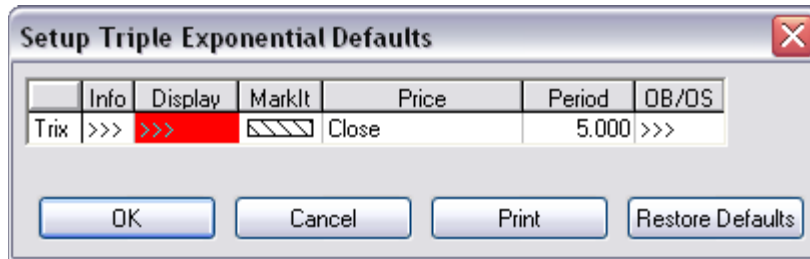 Setup Triple Exponential Defaults
Info Display MarkIt Price Period OB/OS
Trix >>> >>> Close 5.000 >>>
OK Cancel Print Restore Defaults